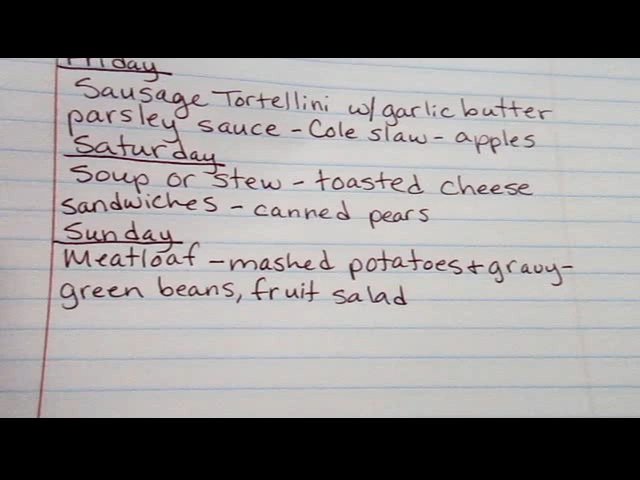 Friday
Sausage Tortellini w/ garlic butter
parsley sauce - Cole slaw - apples
Saturday
Soup or stew - toasted cheese
sandwiches - canned pears
Sunday
Meatloaf - mashed potatoes + gravy -
green beans, fruit salad